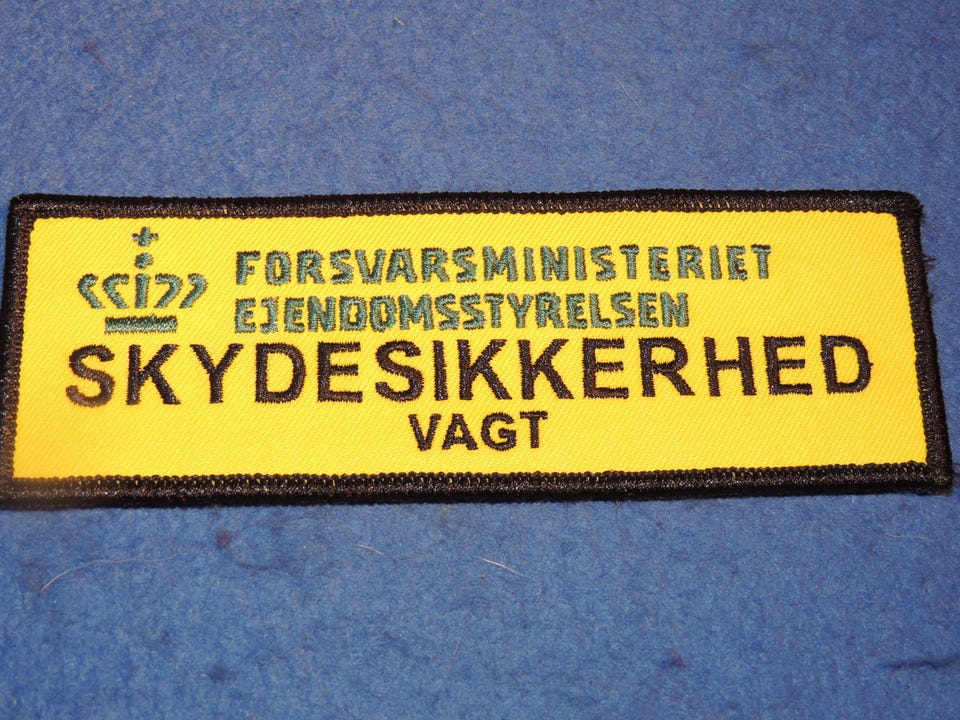 FORSVARSMINISTERIET
EJENDOMSSTYRELSEN
SKYDESIKKERHED
VAGT